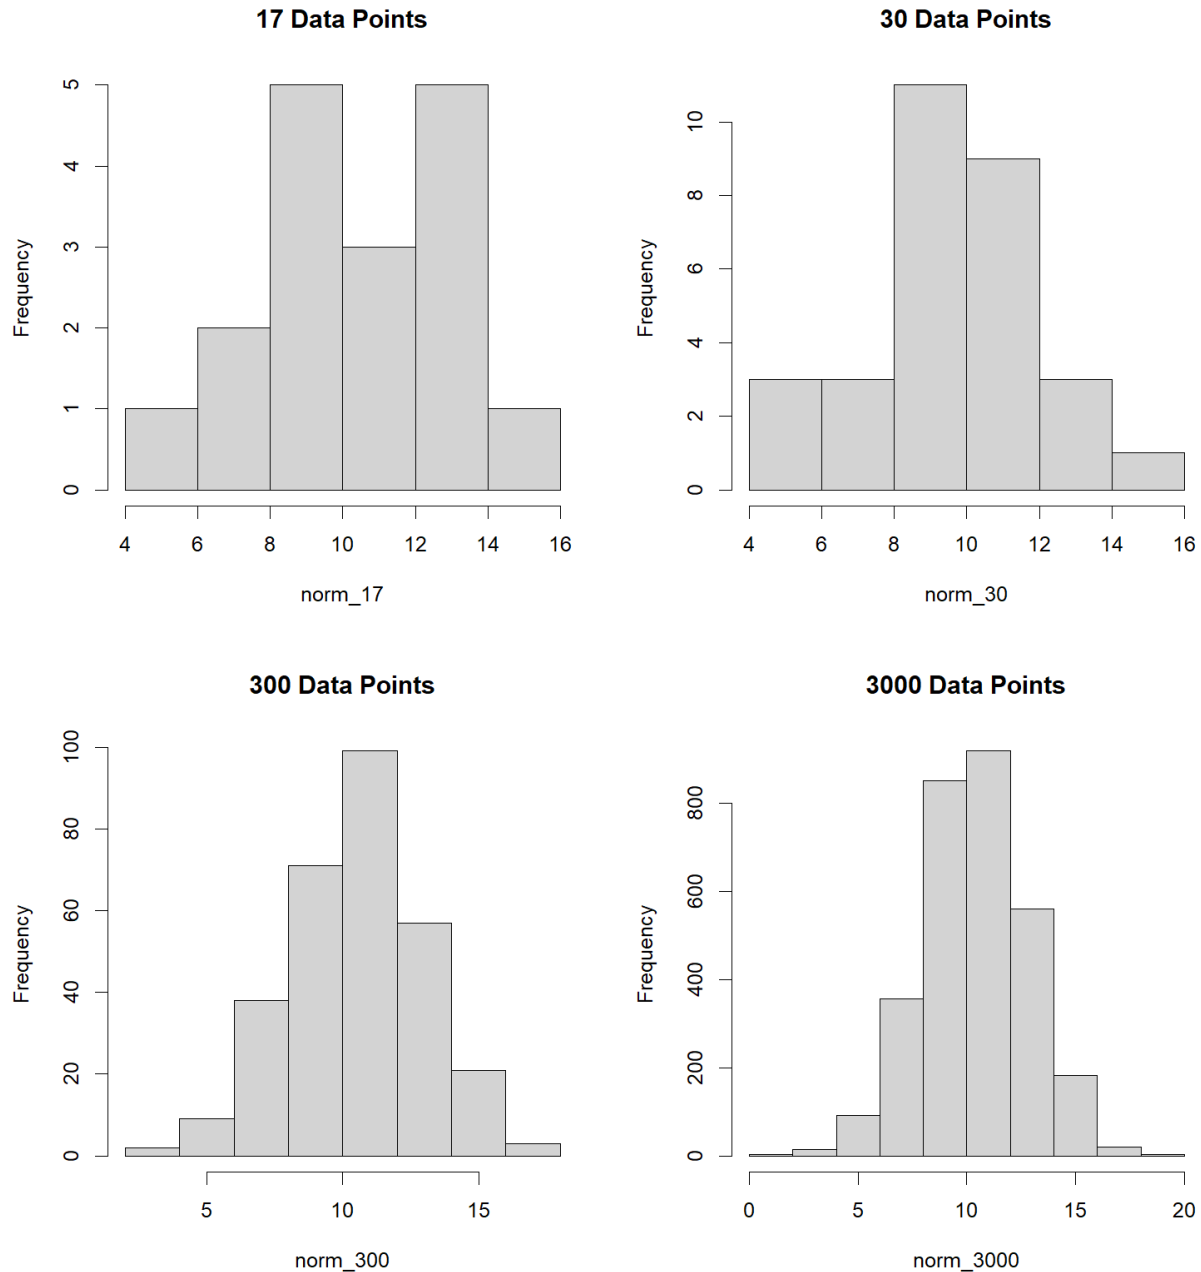 17 Data Points
Frequency
0
1
2
3
4
5
4 6 8 10 12 14 16
norm_17
30 Data Points
Frequency
0
2
4
6
8
10
4 6 8 10 12 14 16
norm_30
300 Data Points
Frequency
0
20
40
60
80
100
5 10 15
norm_300
3000 Data Points
Frequency
0
200
400
600
800
0 5 10 15 20
norm_3000